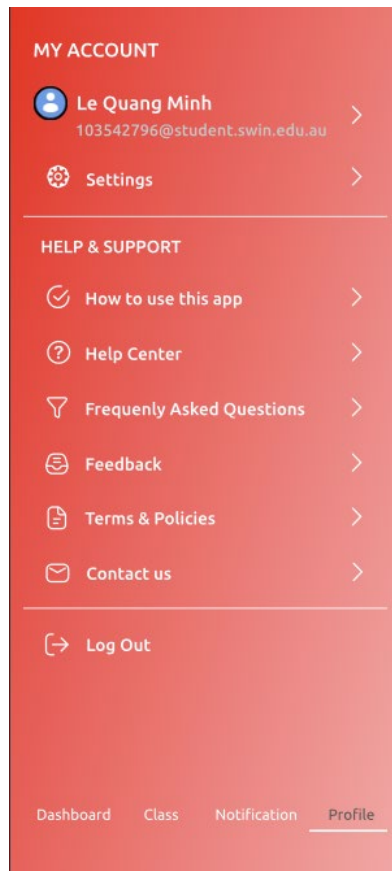 MY ACCOUNT
Le Quang Minh
103542796@student.swin.edu.au
Settings
HELP & SUPPORT
How to use this app
Help Center
Frequenly Asked Questions
Feedback
Terms & Policies
Contact us
Log Out
Dashboard Class Notification Profile